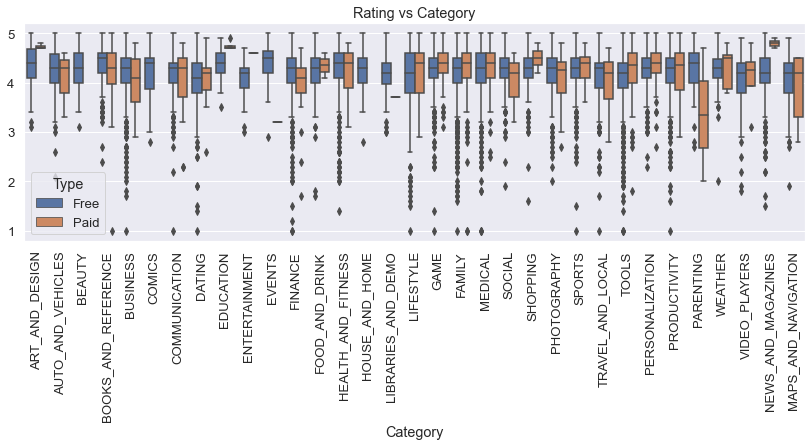 Rating vs Category
5
4
3
2
1
Type
Free
Paid
ART_AND_DESIGN
AUTO_AND_VEHICLES
BEAUTY
BOOKS_AND_REFERENCE
BUSINESS
COMICS
COMMUNICATION
DATING
EDUCATION
ENTERTAINMENT
EVENTS
FINANCE
FOOD_AND_DRINK
HEALTH_AND_FITNESS
HOUSE_AND_HOME
LIBRARIES_AND_DEMO
LIFESTYLE
GAME
FAMILY
MEDICAL
SOCIAL
SHOPPING
PHOTOGRAPHY
SPORTS
TRAVEL_AND_LOCAL
TOOLS
PERSONALIZATION
PRODUCTIVITY
PARENTING
WEATHER
VIDEO_PLAYERS
NEWS_AND_MAGAZINES
MAPS_AND_NAVIGATION
Category